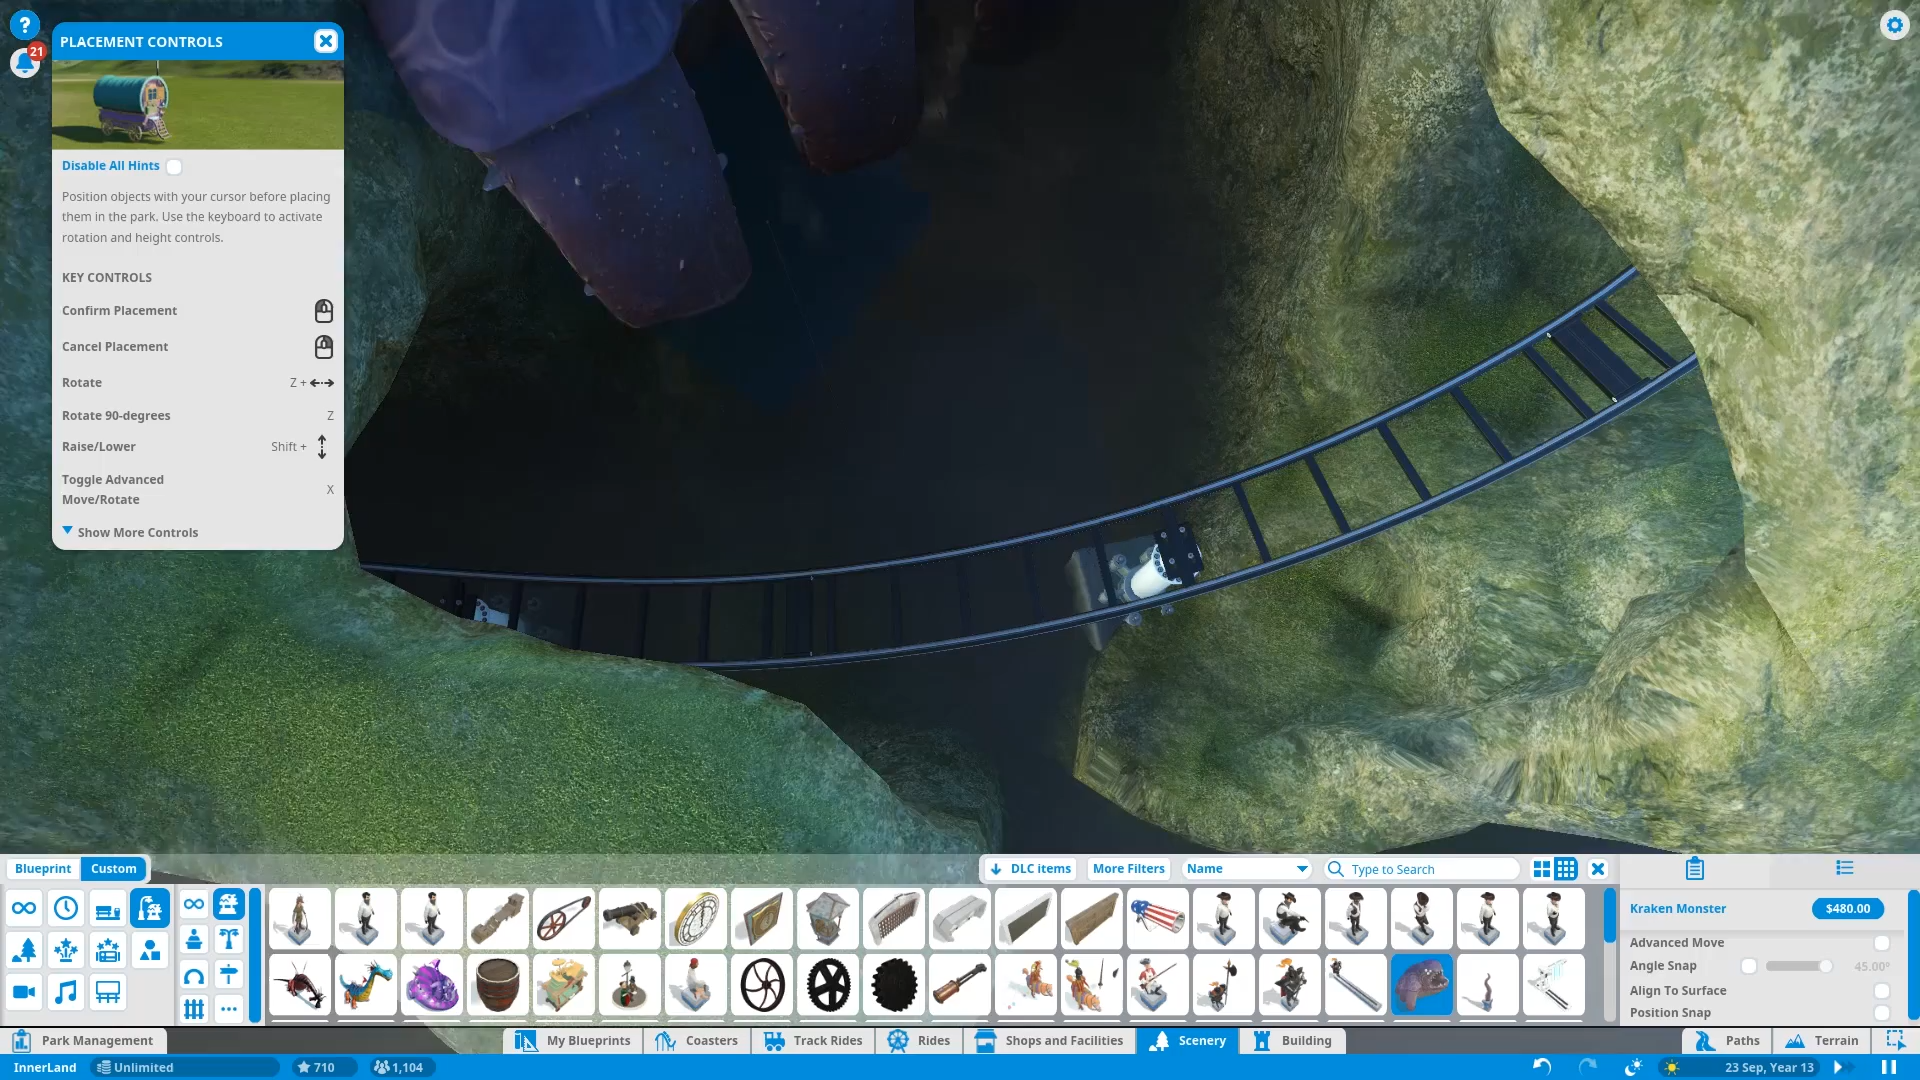 ?
21
PLACEMENT CONTROLS
Disable All Hints
Position objects with your cursor before placing
them in the park. Use the keyboard to activate
rotation and height controls.
KEY CONTROLS
Confirm Placement
Cancel Placement
Rotate Z +
Rotate 90-degrees Z
Raise/Lower Shift +
Toggle Advanced
Move/Rotate X
Show More Controls
Blueprint Custom
DLC items More Filters Name Type to Search
Kraken Monster $480.00
Advanced Move
Angle Snap 45.00°
Align To Surface
Position Snap
Park Management My Blueprints Coasters Track Rides Rides Shops and Facilities Scenery Building Paths Terrain
InnerLand Unlimited 710 1,104 23 Sep, Year 13